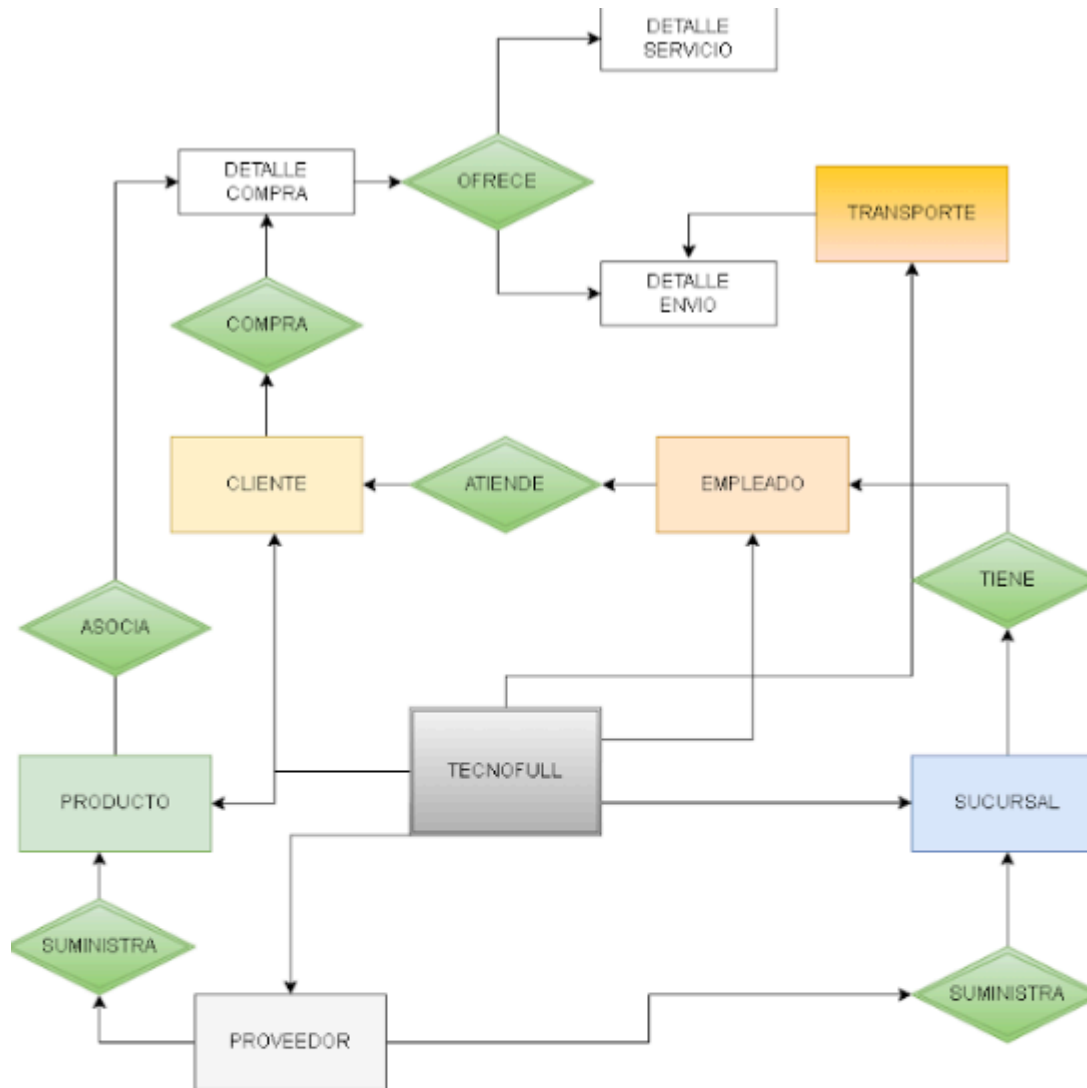 DETALLE
SERVICIO
DETALLE
COMPRA
OFRECE
TRANSPORTE
DETALLE
ENVIO
COMPRA
CLIENTE
ATIENDE
EMPLEADO
TIENE
ASOCIA
TECNOFULL
PRODUCTO
SUCURSAL
SUMINISTRA
SUMINISTRA
PROVEEDOR